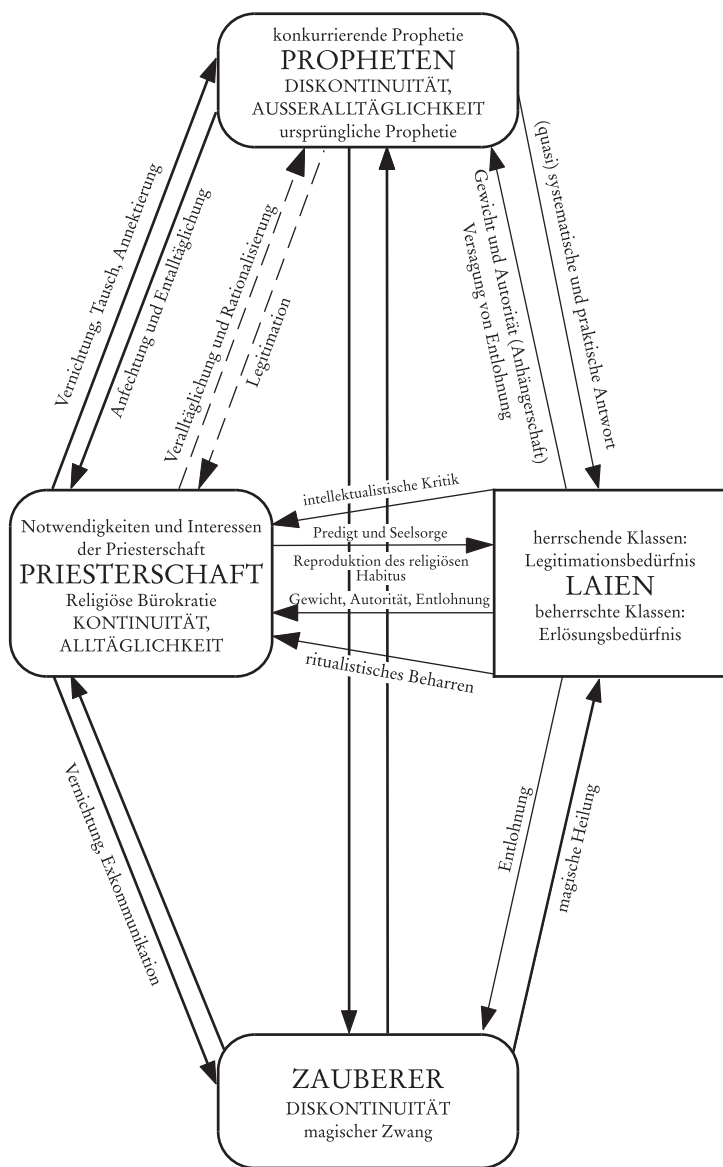 konkurrierende Prophetie
PROPHETEN
DISKONTINUITÄT,
AUSSERALLTÄGLICHKEIT
ursprüngliche Prophetie
Vernichtung, Tausch, Annektierung
Anfechtung und Entalltäglichung
Veralltäglichung und Rationalisierung
Legitimation
Gewicht und Autorität (Anhängerschaft)
Versagung von Entlohnung
(quasi) systematische und praktische Antwort
Notwendigkeiten und Interessen
der Priesterschaft
PRIESTERSCHAFT
Religiöse Bürokratie
KONTINUITÄT,
ALLTÄGLICHKEIT
intellektualistische Kritik
Predigt und Seelsorge
Reproduktion des religiösen
Habitus
Gewicht, Autorität, Entlohnung
ritualistisches Beharren
herrschende Klassen:
Legitimationsbedürfnis
LAIEN
beherrschte Klassen:
Erlösungsbedürfnis
Vernichtung, Exkommunikation
Entlohnung
magische Heilung
ZAUBERER
DISKONTINUITÄT
magischer Zwang